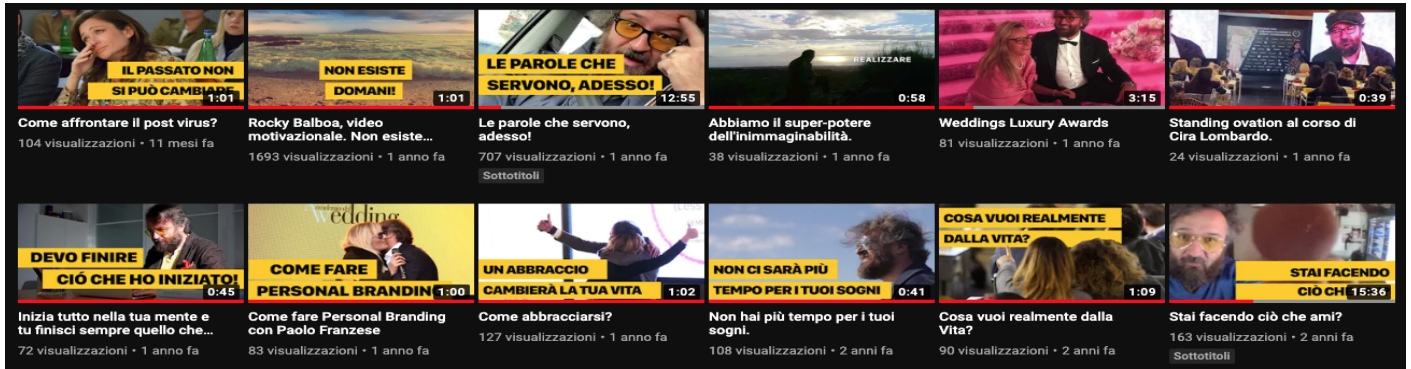 IL PASSATO NON
SI PUÒ CAMBIARE
1:01
Come affrontare il post virus?
104 visualizzazioni • 11 mesi fa
NON ESISTE
DOMANI!
1:01
Rocky Balboa, video
motivazionale. Non esiste...
1693 visualizzazioni • 1 anno fa
LE PAROLE CHE
SERVONO, ADESSO!
12:55
Le parole che servono,
adesso!
707 visualizzazioni • 1 anno fa
Sottotitoli
REALIZZARE
0:58
Abbiamo il super-potere
dell'inimmaginabilità.
38 visualizzazioni • 1 anno fa
3:15
Weddings Luxury Awards
81 visualizzazioni • 1 anno fa
0:39
Standing ovation al corso di
Cira Lombardo.
24 visualizzazioni • 1 anno fa
DEVO FINIRE
CIÓ CHE HO INIZIATO!
0:45
Inizia tutto nella tua mente e
tu finisci sempre quello che...
72 visualizzazioni • 1 anno fa
wedding
COME FARE
PERSONAL BRANDING
1:00
Come fare Personal Branding
con Paolo Franzese
83 visualizzazioni • 1 anno fa
UN ABBRACCIO
CAMBIERÀ LA TUA VITA
1:02
Come abbracciarsi?
127 visualizzazioni • 1 anno fa
NON CI SARÀ PIÙ
TEMPO PER I TUOI SOGNI
0:41
Non hai più tempo per i tuoi
sogni.
108 visualizzazioni • 2 anni fa
COSA VUOI REALMENTE
DALLA VITA?
1:09
Cosa vuoi realmente dalla
Vita?
90 visualizzazioni • 2 anni fa
STAI FACENDO
CIÒ CH
15:36
Stai facendo ciò che ami?
163 visualizzazioni • 2 anni fa
Sottotitoli